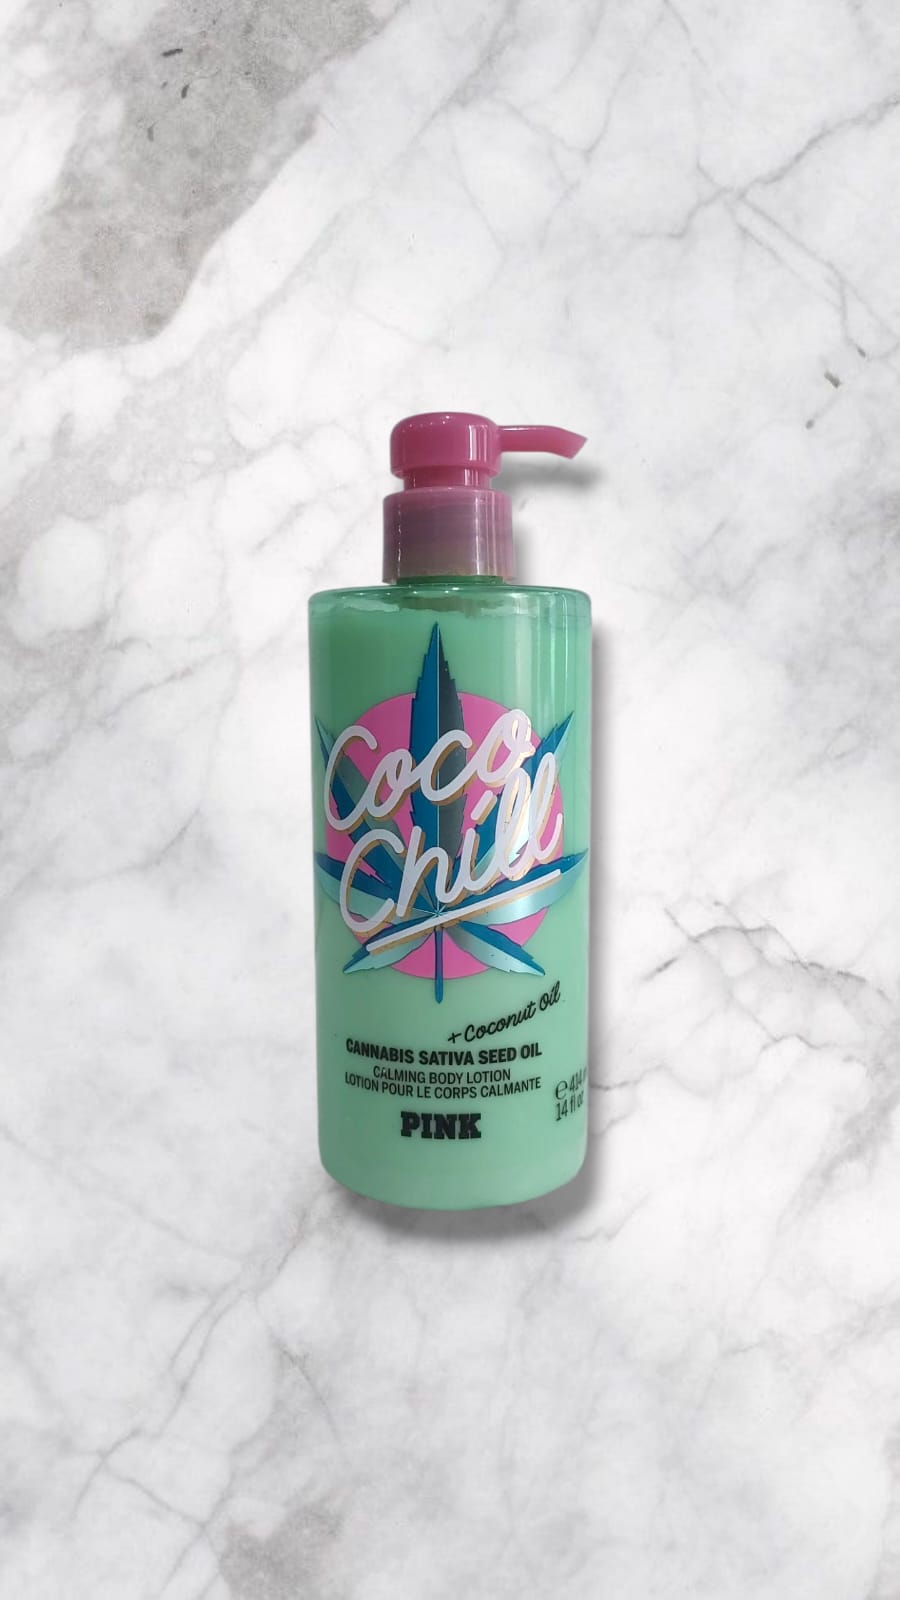 Coco
Chill
+ Coconut Oil
CANNABIS SATIVA SEED OIL
CALMING BODY LOTION
LOTION POUR LE CORPS CALMANTE
℮ 414
14 fl oz
PINK